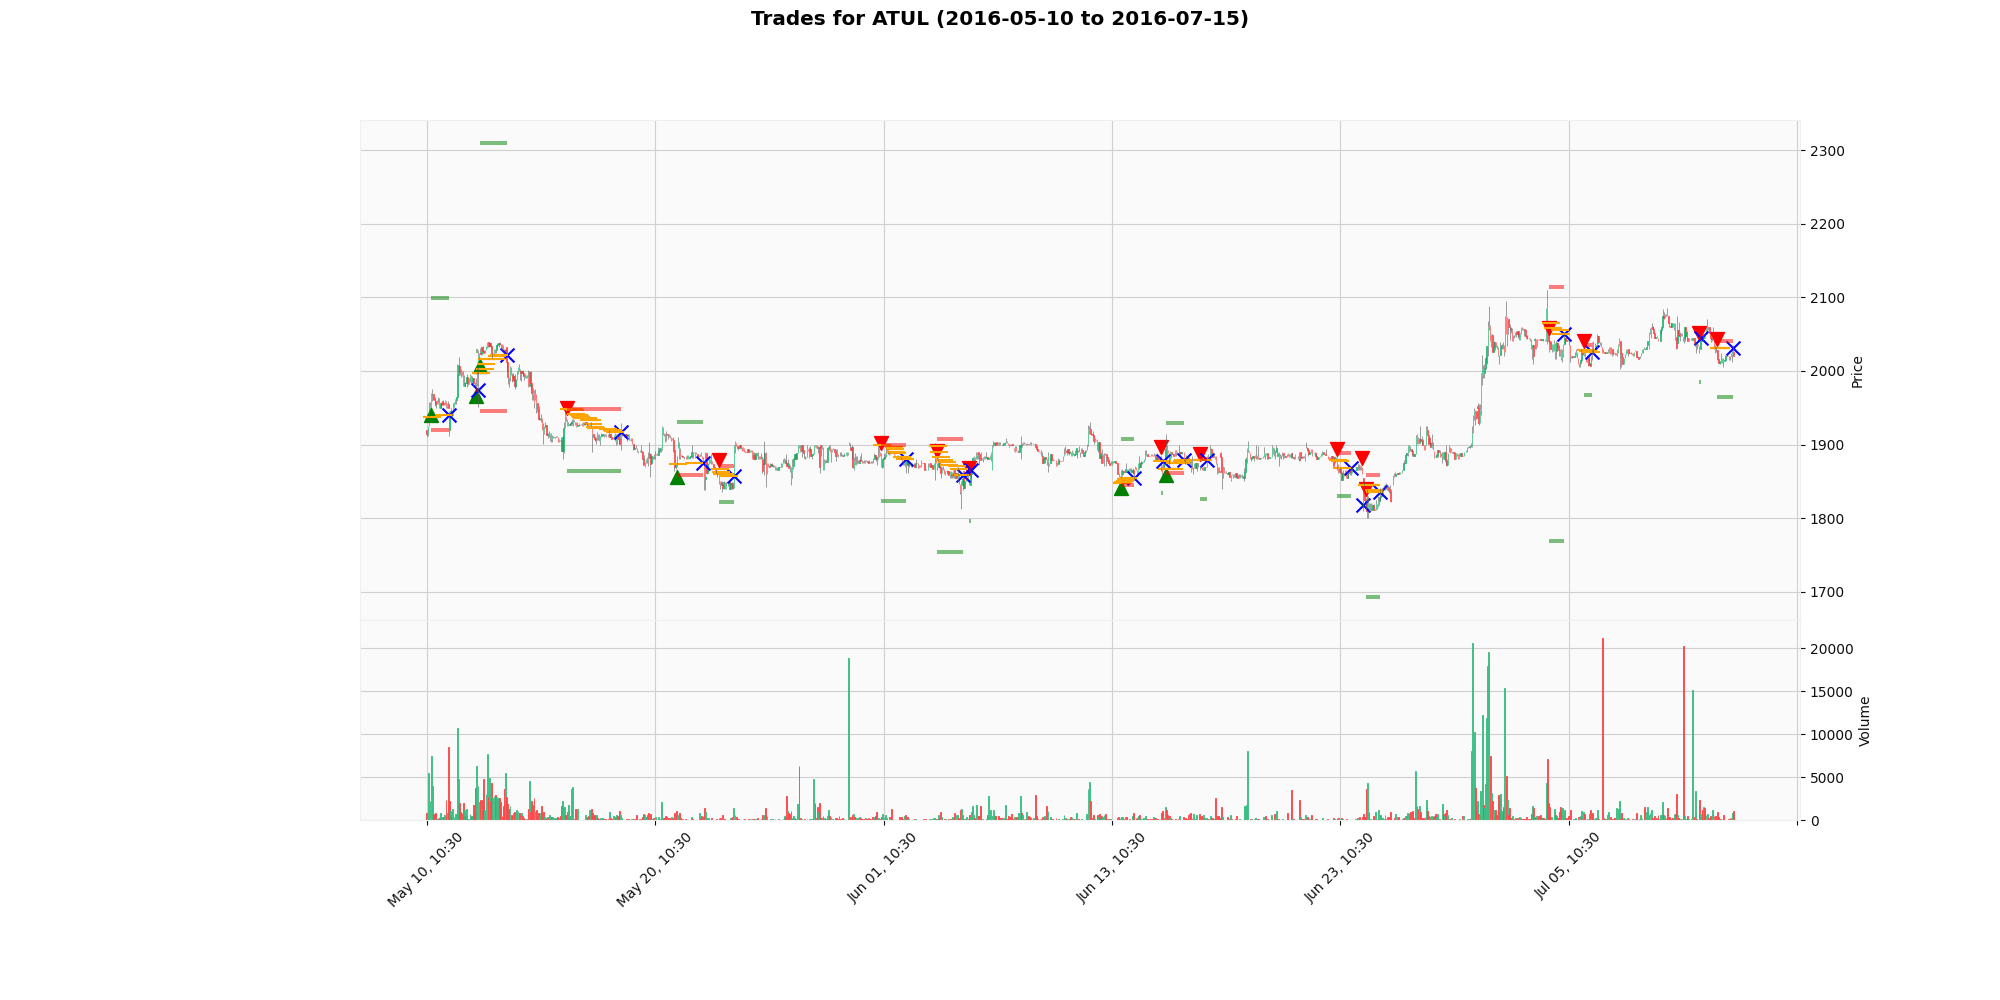 Trades for ATUL (2016-05-10 to 2016-07-15)
2300
2200
2100
2000
1900
1800
1700
Price
20000
15000
10000
5000
0
Volume
May 10, 10:30
May 20, 10:30
Jun 01, 10:30
Jun 13, 10:30
Jun 23, 10:30
Jul 05, 10:30